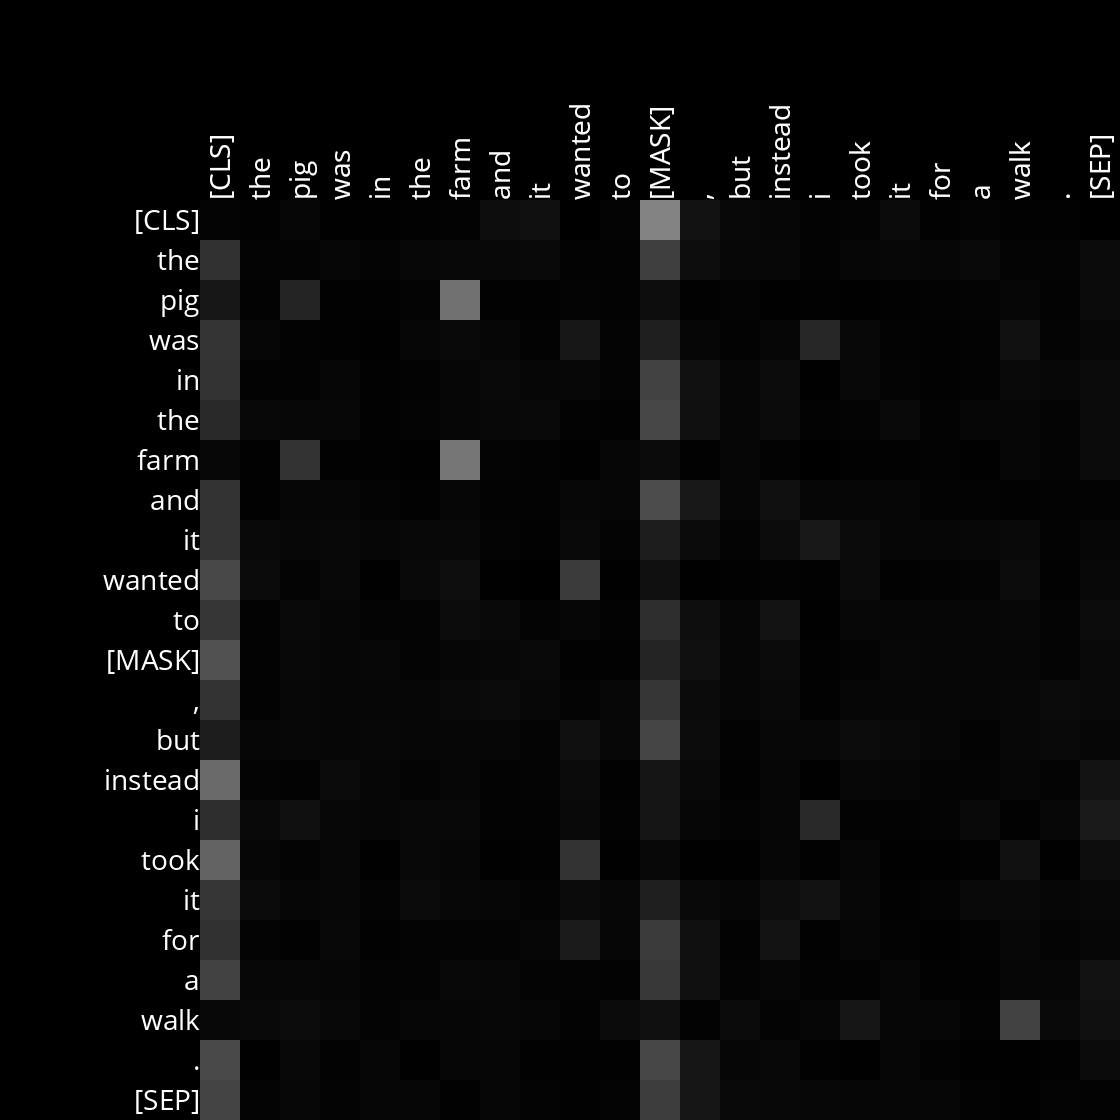 [CLS] the pig was in the farm and it wanted to [MASK] , but instead i took it for a walk . [SEP]
[CLS]
the
pig
was
in
the
farm
and
it
wanted
to
[MASK]
,
but
instead
i
took
it
for
a
walk
.
[SEP]